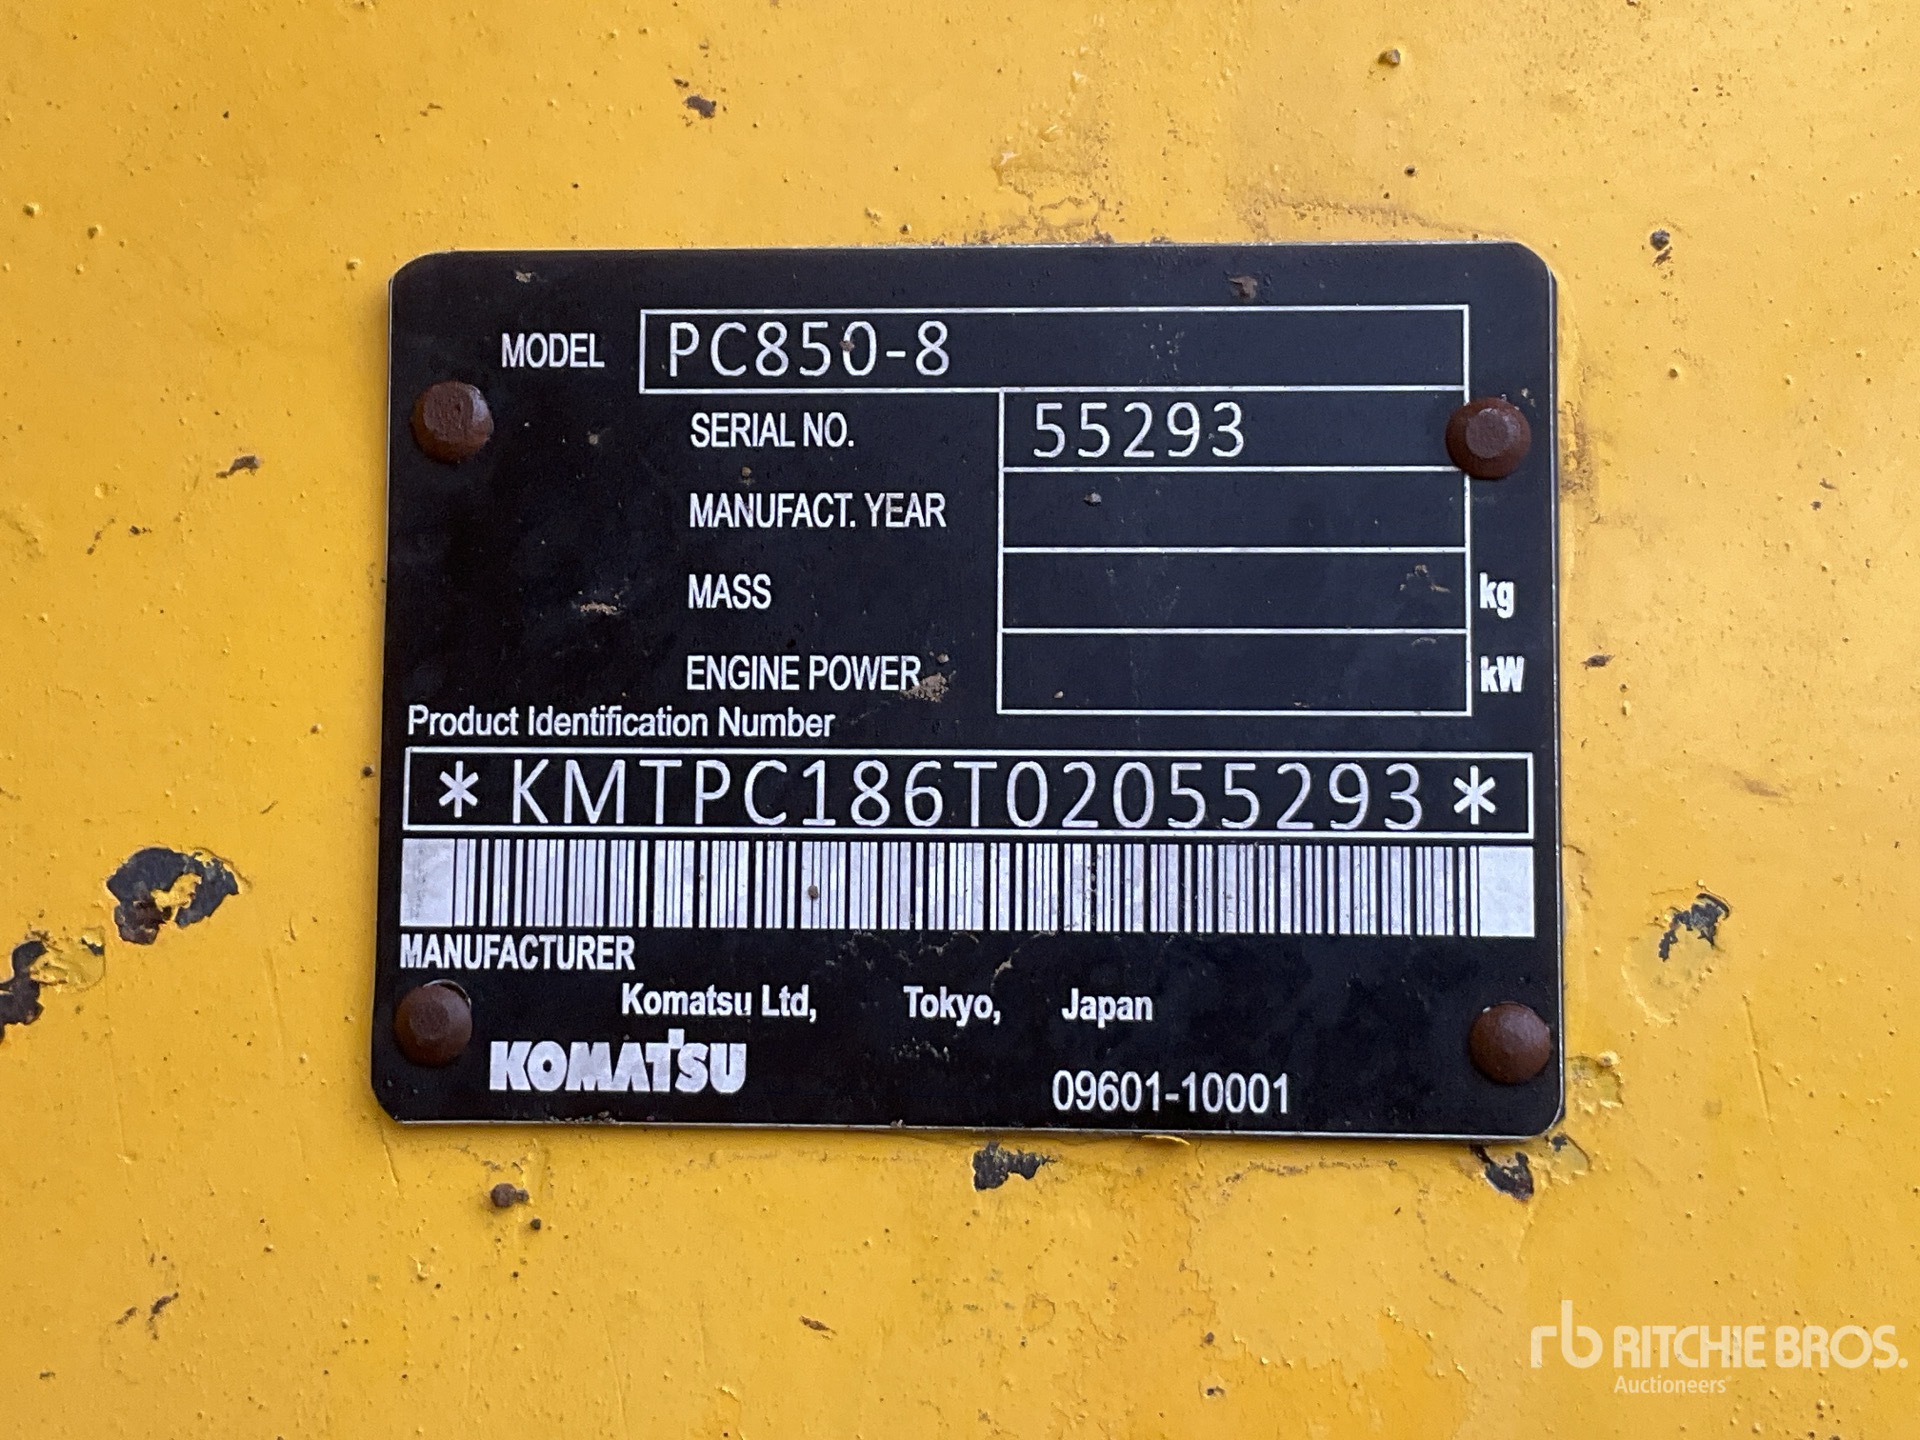 MODEL PC850-8
SERIAL NO. 55293
MANUFACT. YEAR
MASS kg
ENGINE POWER kW
Product Identification Number
*KMTPC186T02055293*
MANUFACTURER
Komatsu Ltd, Tokyo, Japan
KOMATSU
09601-10001
rb RITCHIE BROS.
Auctioneers